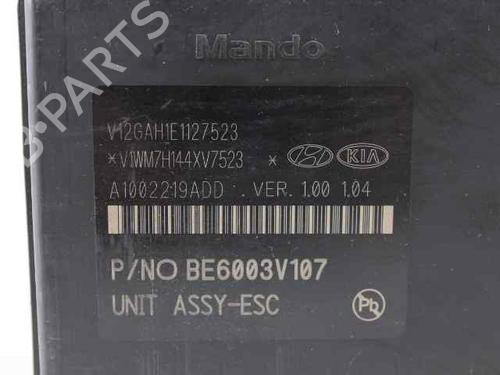 B-PARTS
Mando
V12GAH1E1127523
*V1WM7H144XV7523 * KIA
A1002219ADD . VER. 1.00 1.04
P/NO BE6003V107
UNIT ASSY-ESC Pb